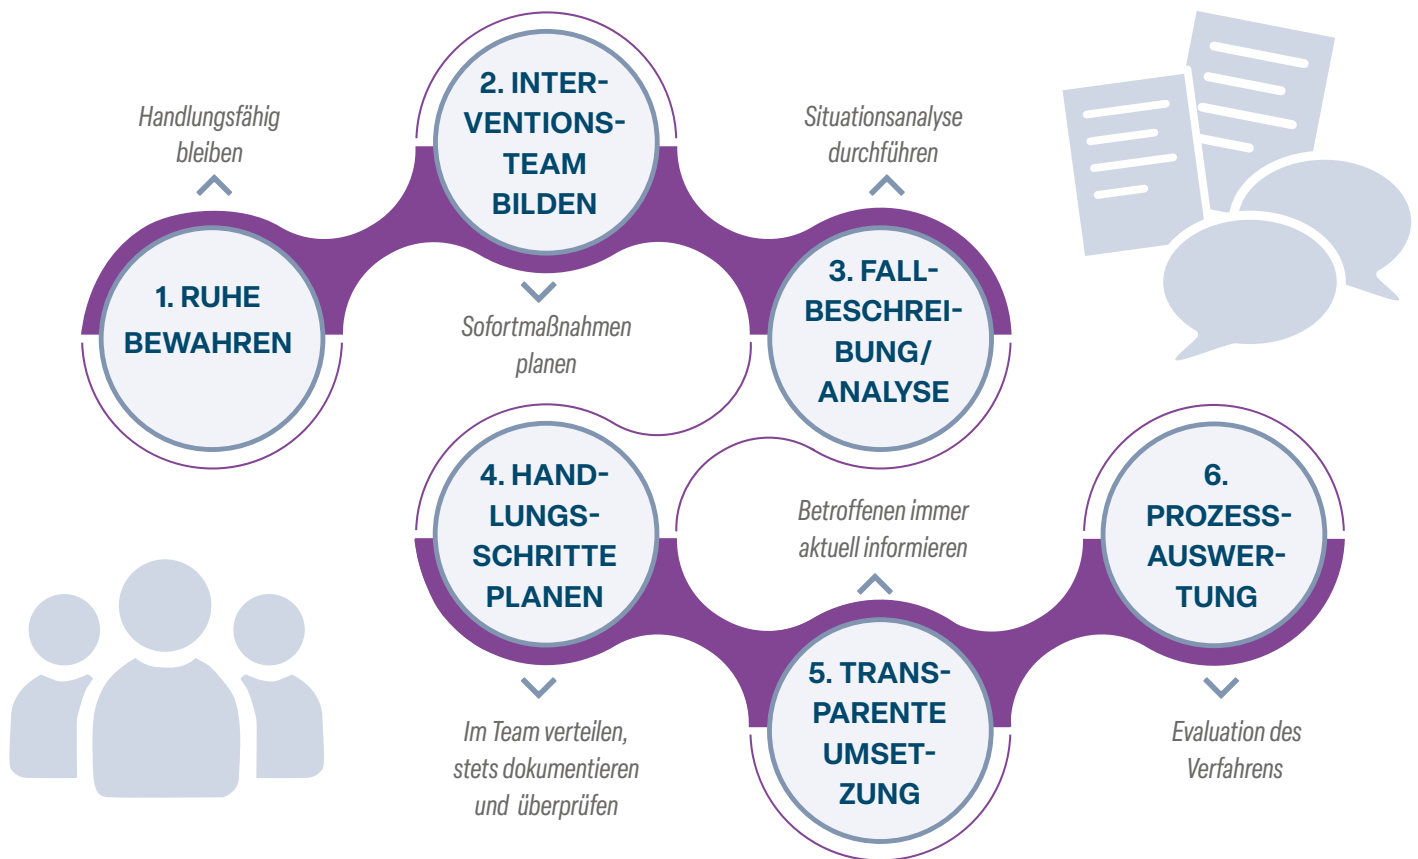 Handlungsfähig
bleiben
1. RUHE
BEWAHREN
2. INTER-
VENTIONS-
TEAM
BILDEN
Sofortmaßnahmen
planen
Situationsanalyse
durchführen
3. FALL-
BESCHREI-
BUNG/
ANALYSE
4. HAND-
LUNGS-
SCHRITTE
PLANEN
Im Team verteilen,
stets dokumentieren
und überprüfen
Betroffenen immer
aktuell informieren
5. TRANS-
PARENTE
UMSET-
ZUNG
6.
PROZESS-
AUSWER-
TUNG
Evaluation des
Verfahrens